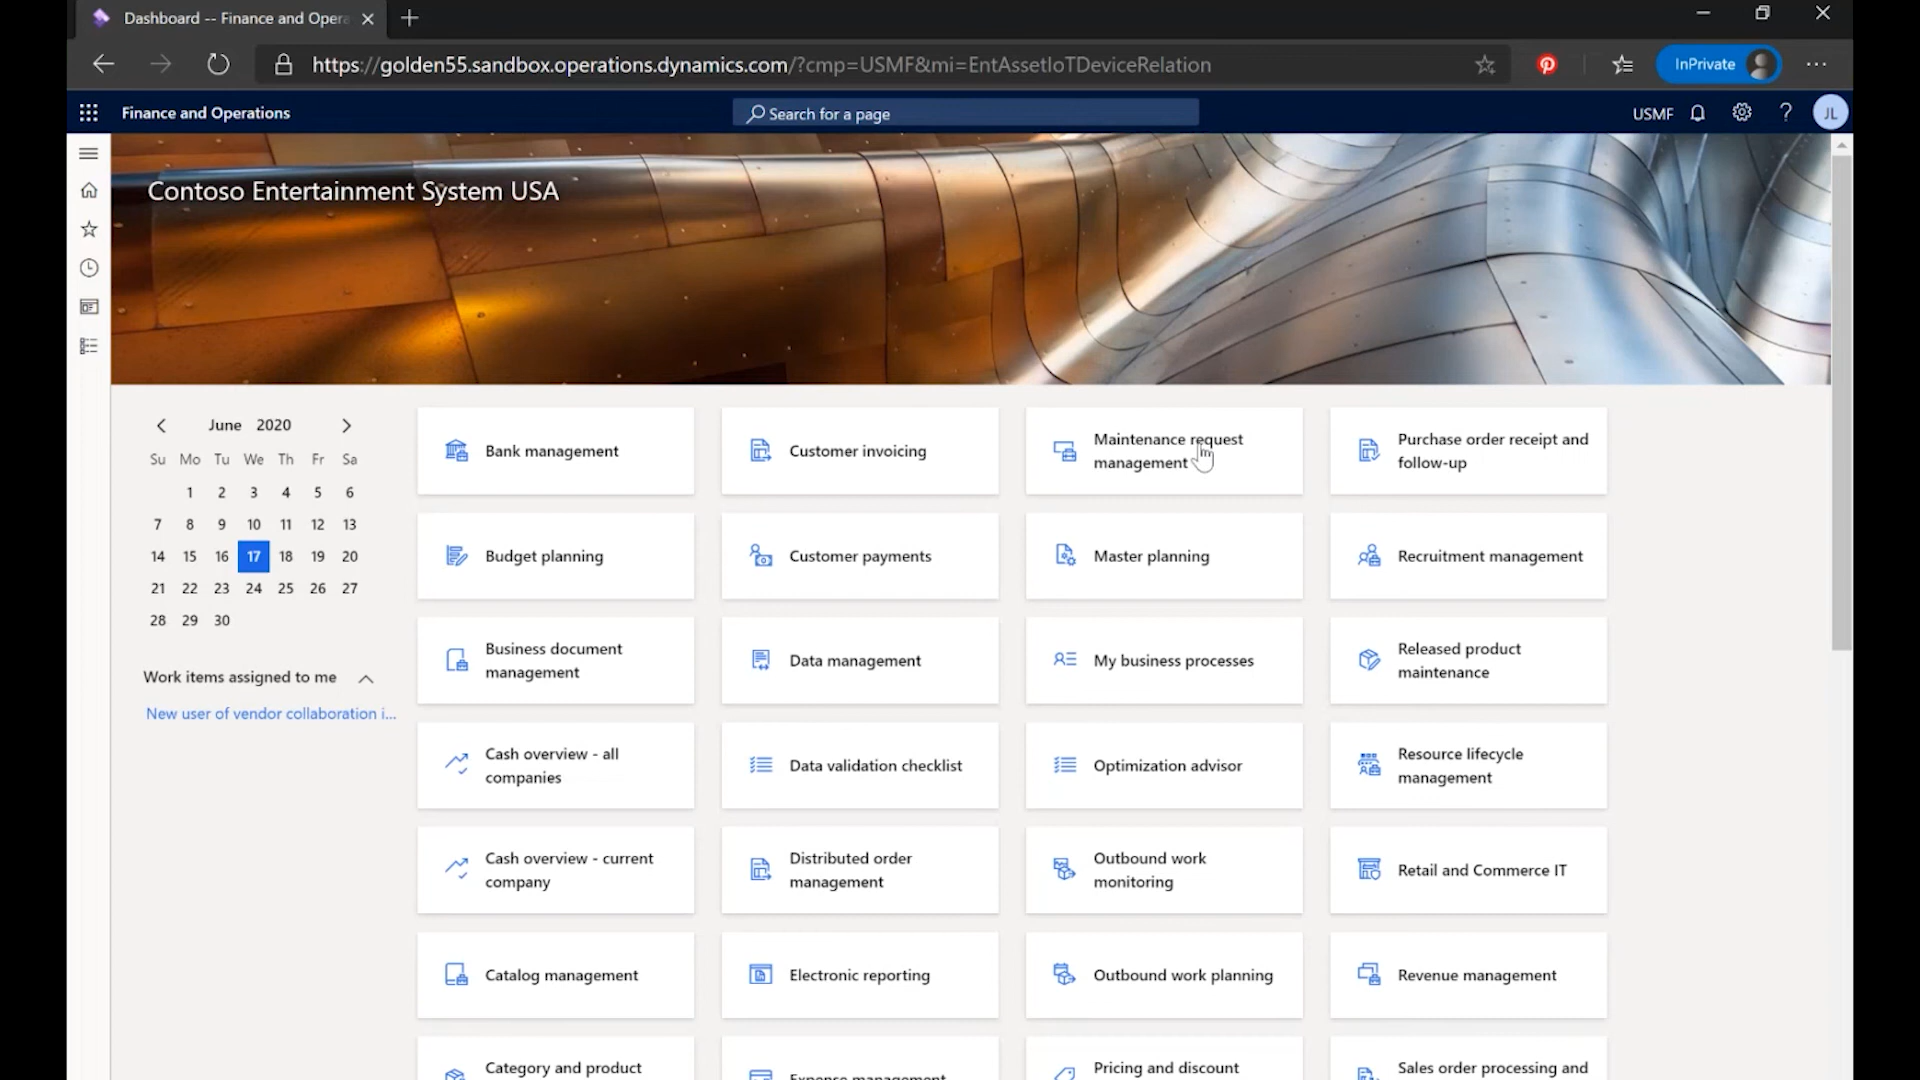 Dashboard -- Finance and Opera
https://golden55.sandbox.operations.dynamics.com/?cmp=USMF&mi=EntAssetIoTDeviceRelation
InPrivate
Finance and Operations
Search for a page
USMF
?
JL
Contoso Entertainment System USA
June 2020
Su Mo Tu We Th Fr Sa
1 2 3 4 5 6
7 8 9 10 11 12 13
14 15 16 17 18 19 20
21 22 23 24 25 26 27
28 29 30
Work items assigned to me
New user of vendor collaboration i...
Bank management
Customer invoicing
Maintenance request
management
Purchase order receipt and
follow-up
Budget planning
Customer payments
Master planning
Recruitment management
Business document
management
Data management
My business processes
Released product
maintenance
Cash overview - all
companies
Data validation checklist
Optimization advisor
Resource lifecycle
management
Cash overview - current
company
Distributed order
management
Outbound work
monitoring
Retail and Commerce IT
Catalog management
Electronic reporting
Outbound work planning
Revenue management
Category and product
Expense management
Pricing and discount
Sales order processing and